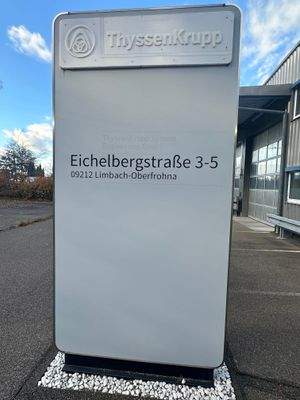 ThyssenKrupp
Eichelbergstraße 3-5
09212 Limbach-Oberfrohna